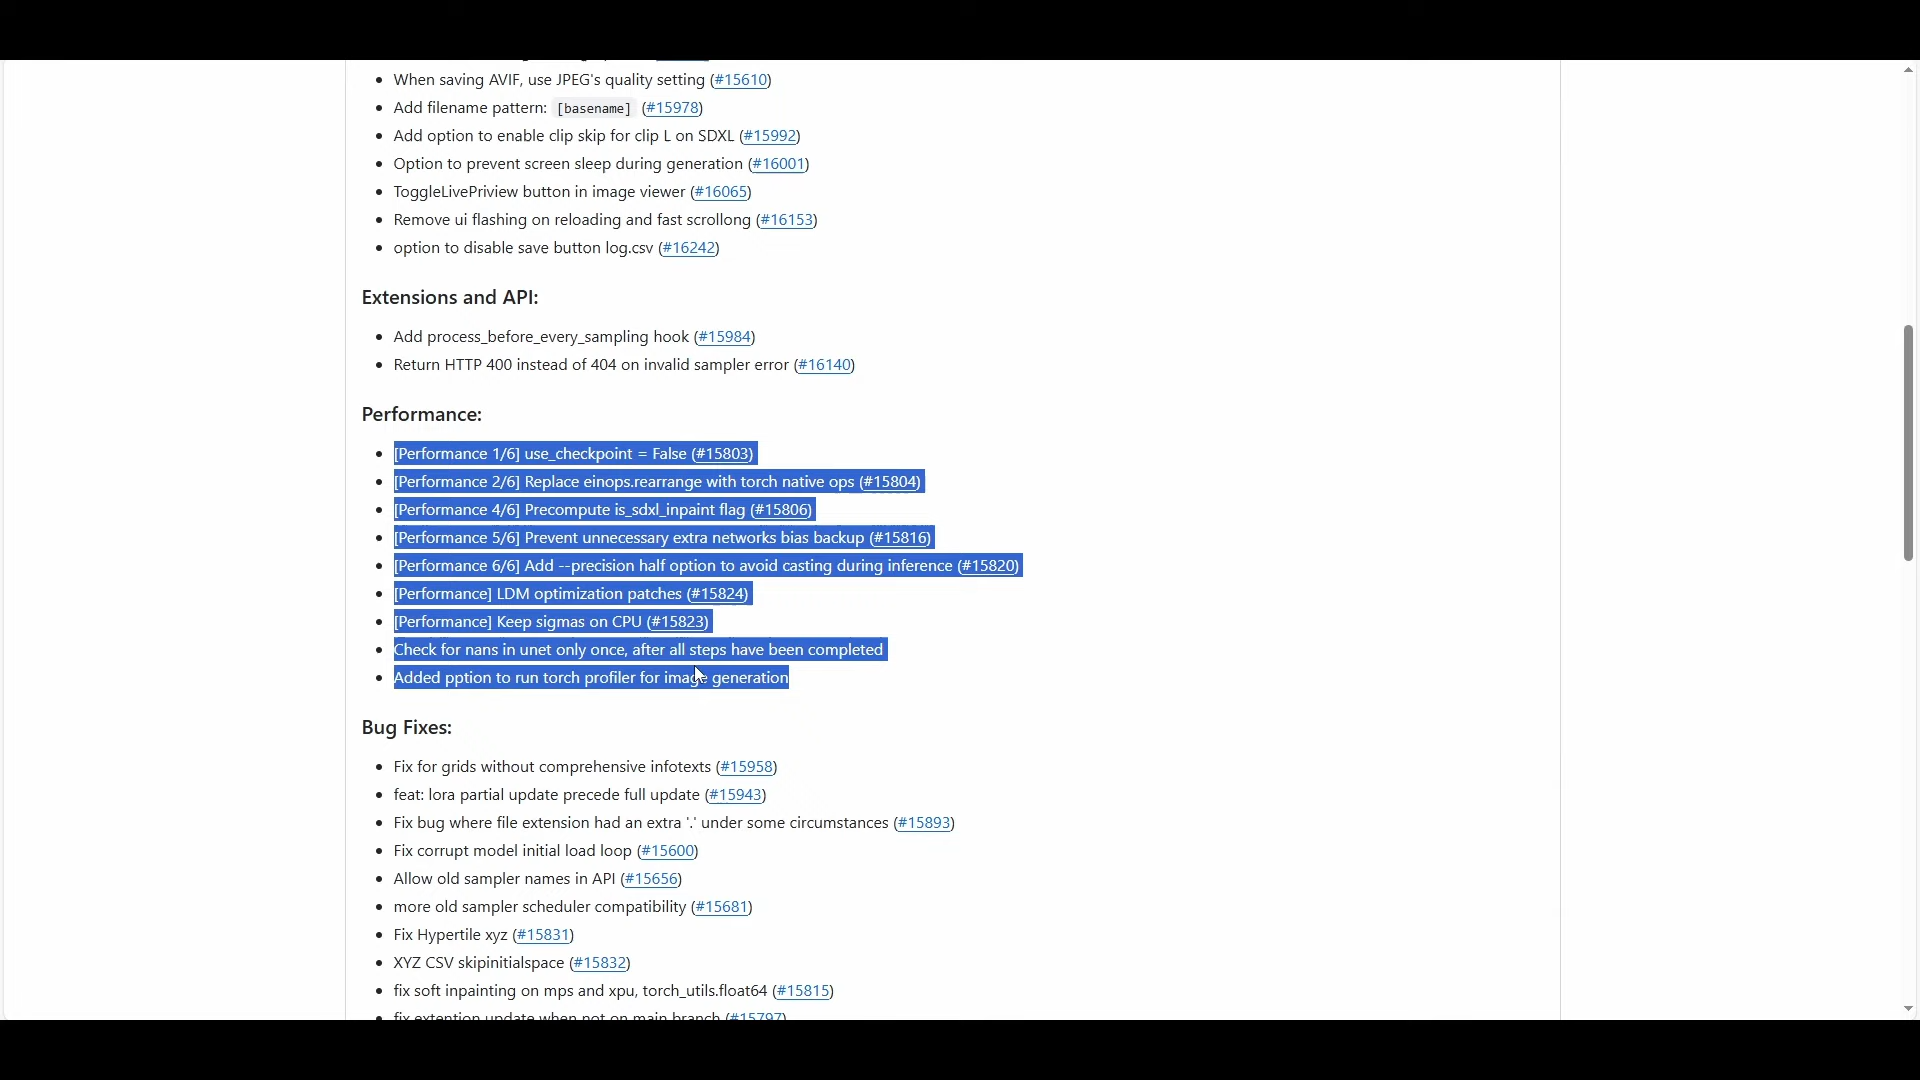 When saving AVIF, use JPEG's quality setting (#15610)
Add filename pattern: [basename] (#15978)
Add option to enable clip skip for clip L on SDXL (#15992)
Option to prevent screen sleep during generation (#16001)
ToggleLivePriview button in image viewer (#16065)
Remove ui flashing on reloading and fast scrollong (#16153)
option to disable save button log.csv (#16242)
Extensions and API:
Add process_before_every_sampling hook (#15984)
Return HTTP 400 instead of 404 on invalid sampler error (#16140)
Performance:
[Performance 1/6] use_checkpoint = False (#15803)
[Performance 2/6] Replace einops.rearrange with torch native ops (#15804)
[Performance 4/6] Precompute is_sdxl_inpaint flag (#15806)
[Performance 5/6] Prevent unnecessary extra networks bias backup (#15816)
[Performance 6/6] Add --precision half option to avoid casting during inference (#15820)
[Performance] LDM optimization patches (#15824)
[Performance] Keep sigmas on CPU (#15823)
Check for nans in unet only once, after all steps have been completed
Added pption to run torch profiler for image generation
Bug Fixes:
Fix for grids without comprehensive infotexts (#15958)
feat: lora partial update precede full update (#15943)
Fix bug where file extension had an extra '.' under some circumstances (#15893)
Fix corrupt model initial load loop (#15600)
Allow old sampler names in API (#15656)
more old sampler scheduler compatibility (#15681)
Fix Hypertile xyz (#15831)
XYZ CSV skipinitialspace (#15832)
fix soft inpainting on mps and xpu, torch_utils.float64 (#15815)
fix extention update when not on main branch (#15797)